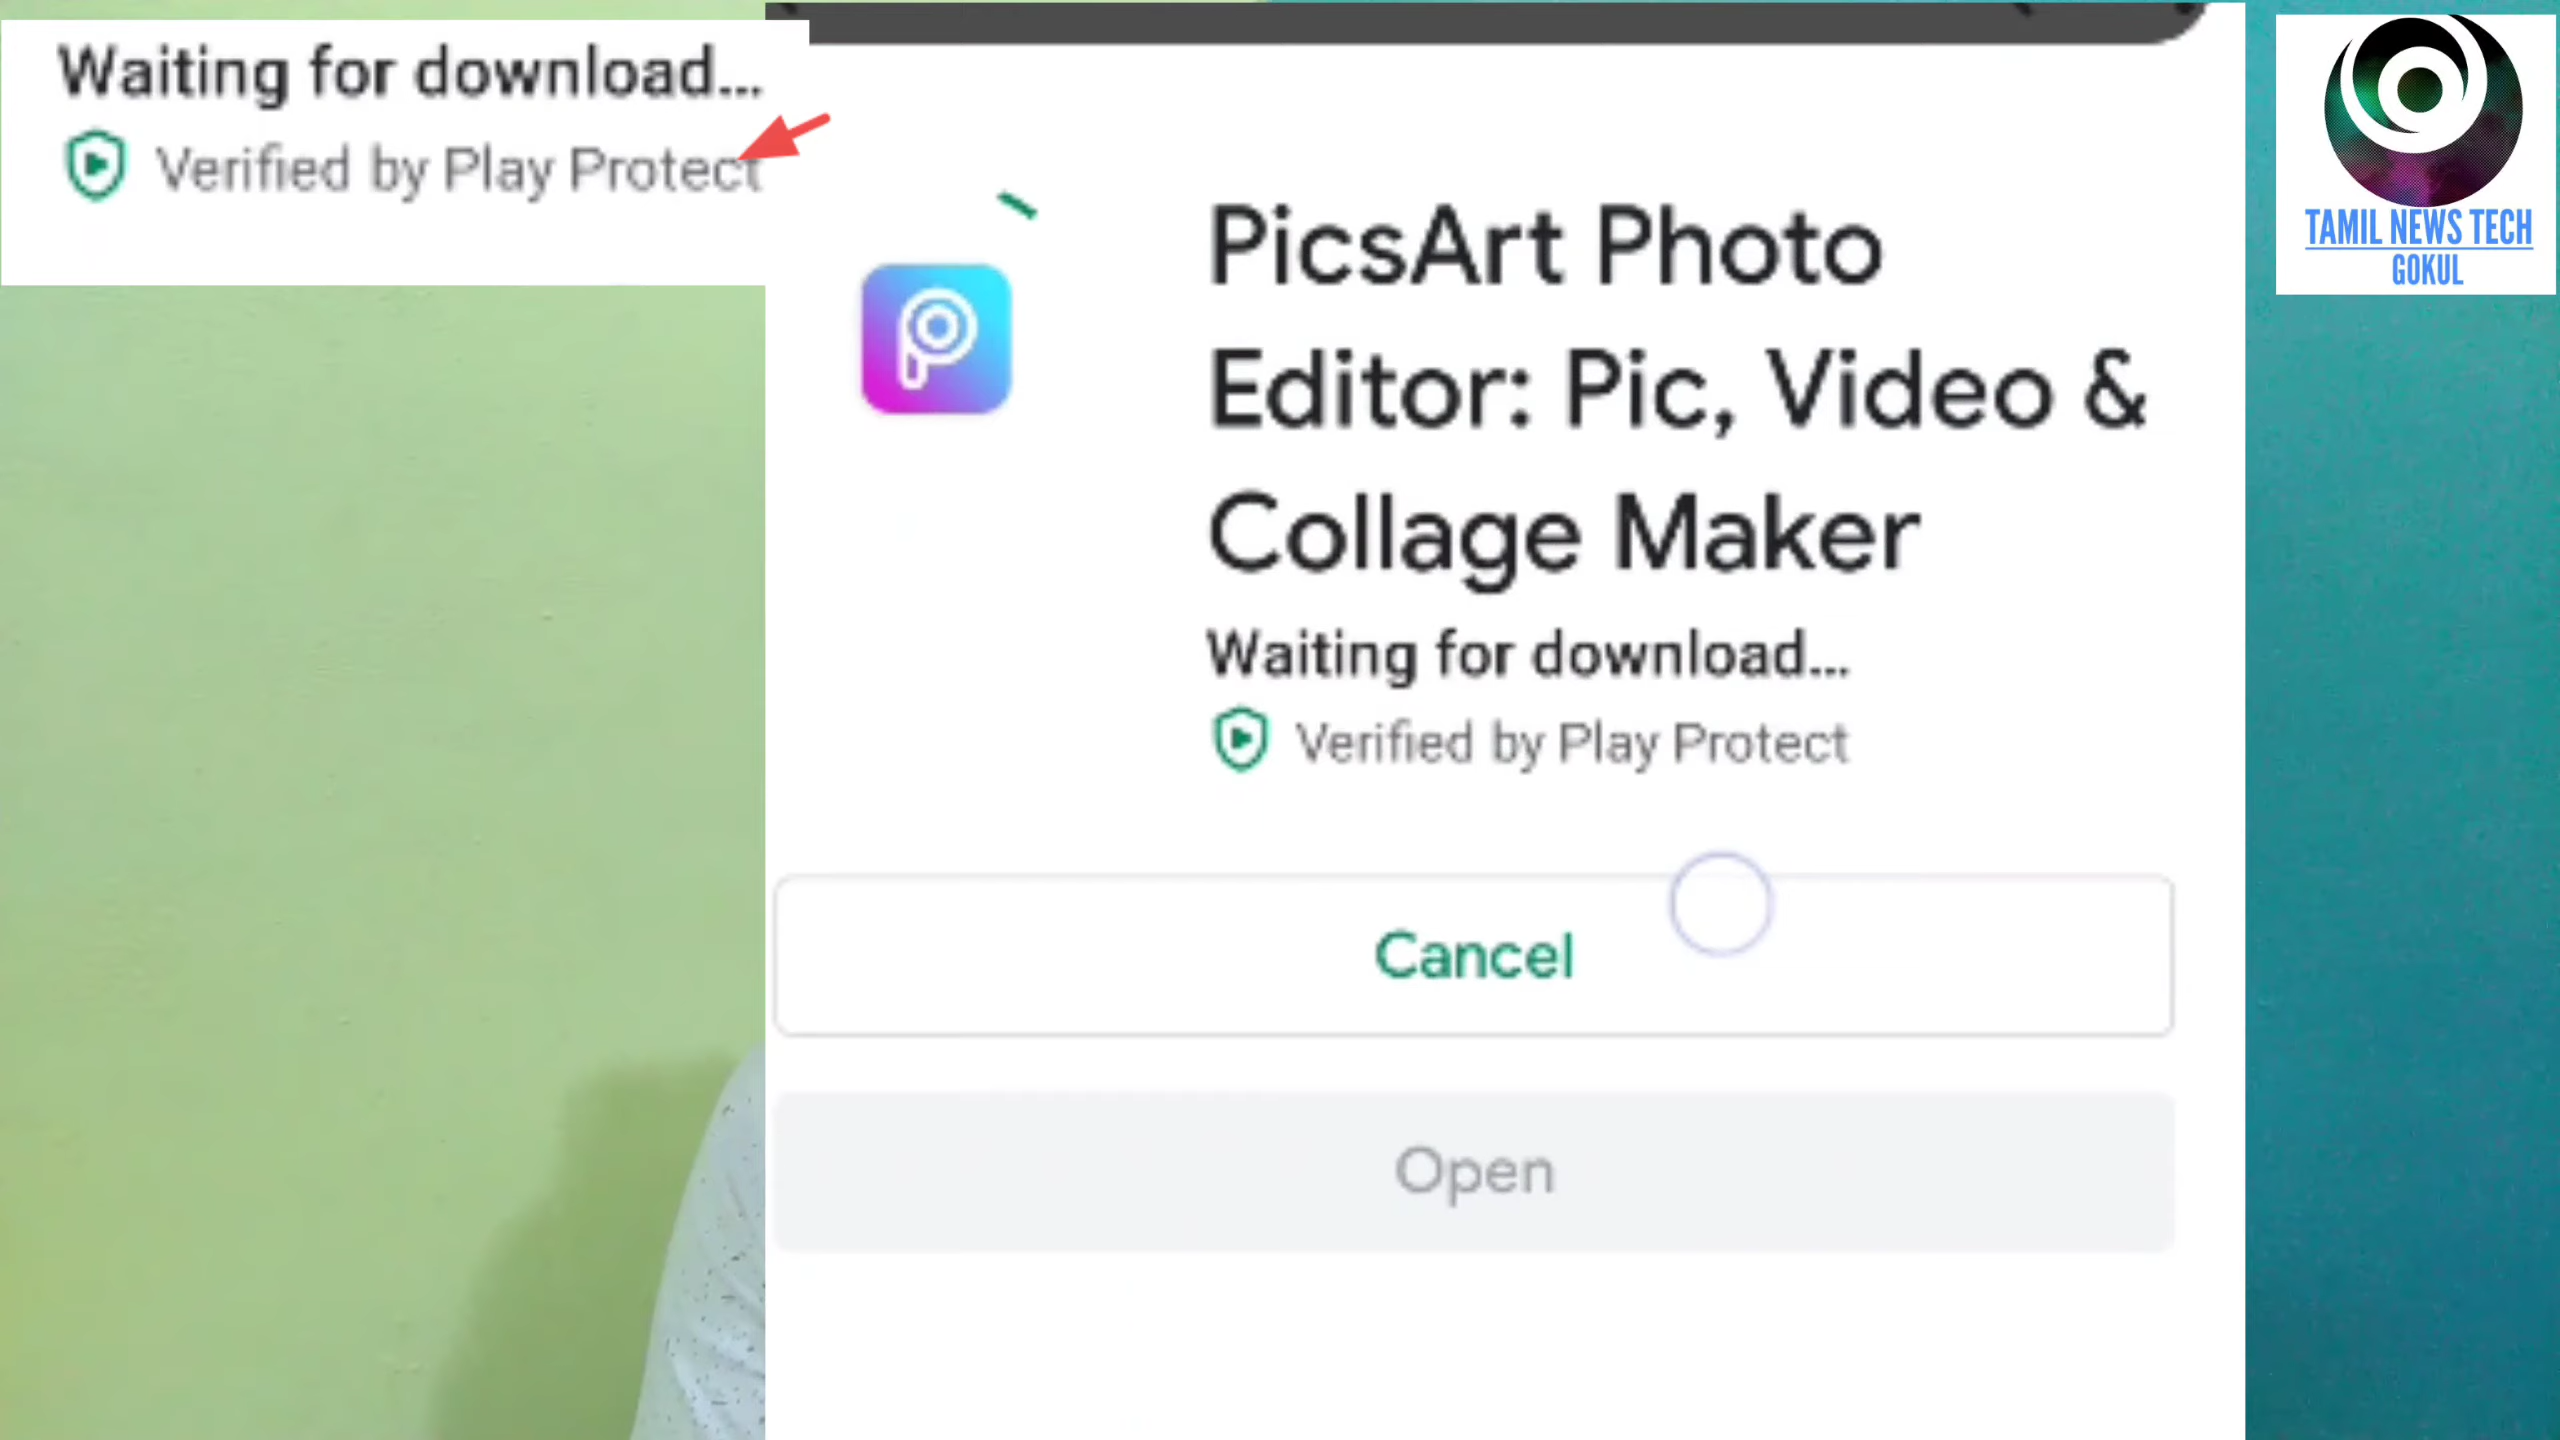 Waiting for download...
Verified by Play Protect
PicsArt Photo
Editor: Pic, Video &
Collage Maker
Waiting for download...
Verified by Play Protect
Cancel
Open
TAMIL NEWS TECH
GOKUL